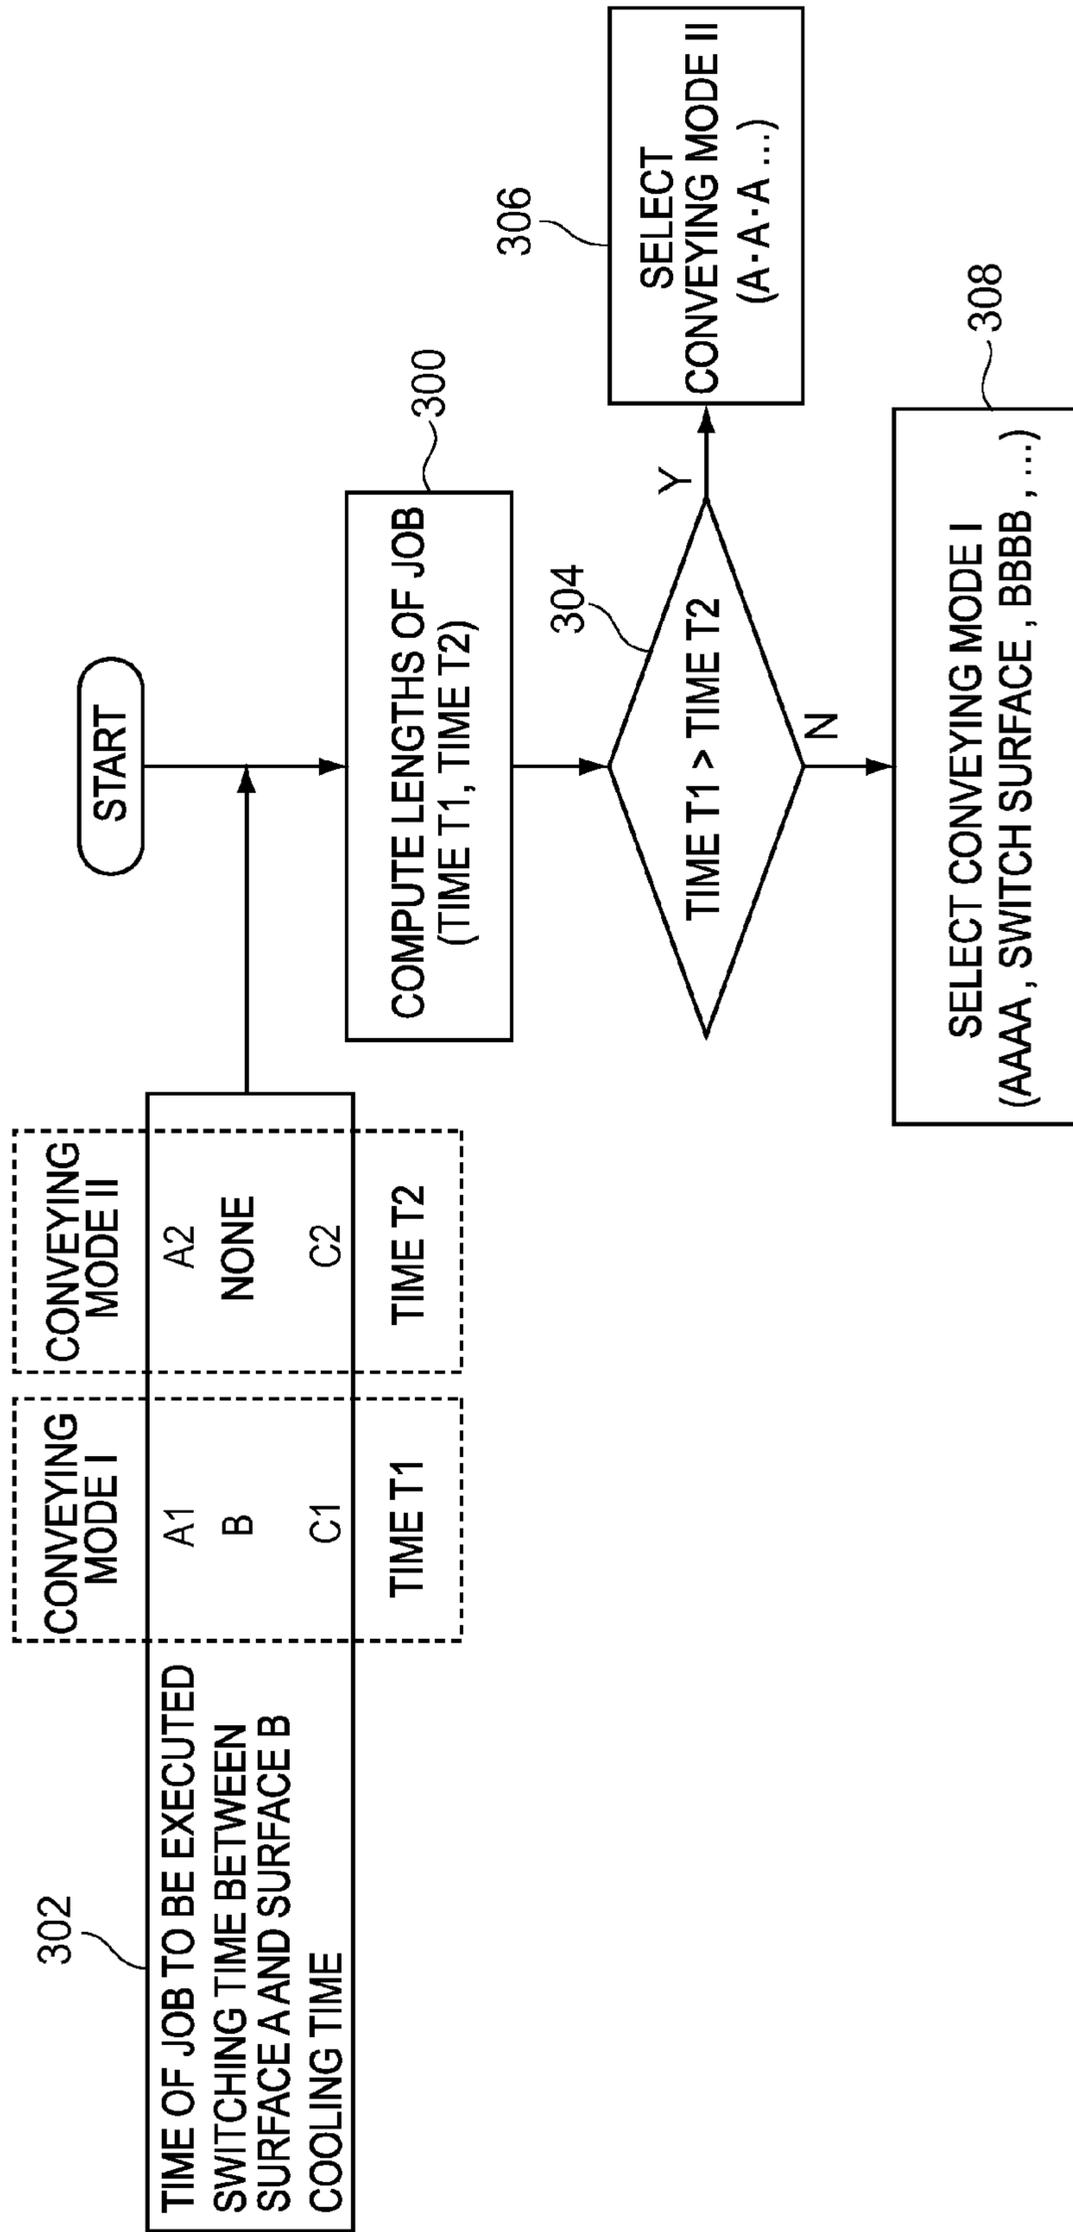 START
302
CONVEYING
MODE I
CONVEYING
MODE II
TIME OF JOB TO BE EXECUTED
A1
A2
SWITCHING TIME BETWEEN
SURFACE A AND SURFACE B
B
NONE
COOLING TIME
C1
C2
TIME T1
TIME T2
300
COMPUTE LENGTHS OF JOB
(TIME T1, TIME T2)
304
TIME T1 > TIME T2
Y
N
306
SELECT
CONVEYING MODE II
(A·A·A ...)
308
SELECT CONVEYING MODE I
(AAAA , SWITCH SURFACE , BBBB , ...)